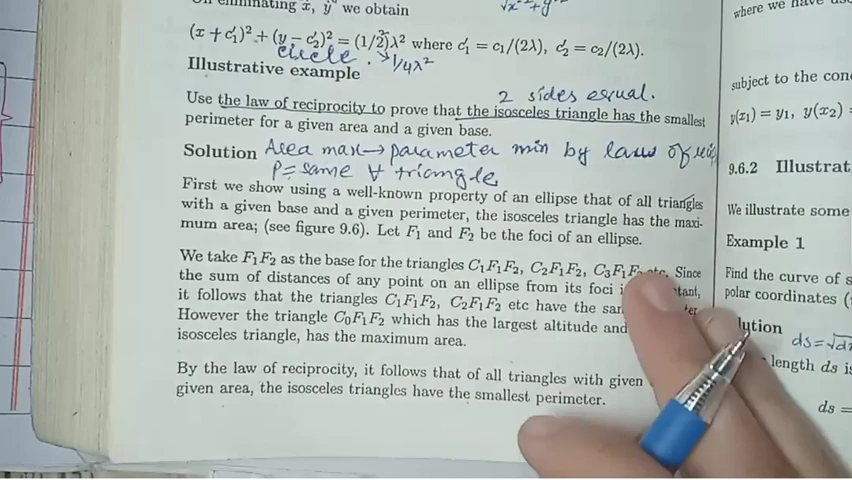 eliminating ẋ, ẏ we obtain
(x + c′₁)² + (y − c′₂)² = (1/2)λ² where c′₁ = c₁/(2λ), c′₂ = c₂/(2λ).
circle. → 1/4λ²
Illustrative example
2 sides equal.
Use the law of reciprocity to prove that the isosceles triangle has the smallest
perimeter for a given area and a given base.
Solution Area max → parameter min by laws of
P = same ∀ triangle
First we show using a well-known property of an ellipse that of all triangles
with a given base and a given perimeter, the isosceles triangle has the maxi-
mum area; (see figure 9.6). Let F₁ and F₂ be the foci of an ellipse.
We take F₁F₂ as the base for the triangles C₁F₁F₂, C₂F₁F₂, C₃F₁F₂ etc. Since
the sum of distances of any point on an ellipse from its foci
it follows that the triangles C₁F₁F₂, C₂F₁F₂ etc have the
However the triangle C₀F₁F₂ which has the largest altitude and
isosceles triangle, has the maximum area.
By the law of reciprocity, it follows that of all triangles with given
given area, the isosceles triangles have the smallest perimeter.
where we
subject to the
y(x₁) = y₁, y(x₂)
9.6.2 Illustrat
We illustrate some
Example 1
Find the curve of
polar coordinates
ds =
length ds is
ds =